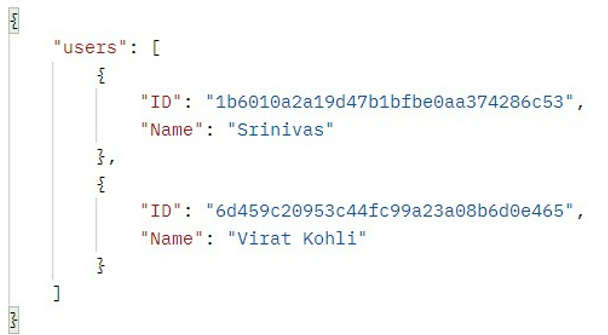 {
"users": [
{
"ID": "1b6010a2a19d47b1bfbe0aa374286c53",
"Name": "Srinivas"
},
{
"ID": "6d459c20953c44fc99a23a08b6d0e465",
"Name": "Virat Kohli"
}
]
}